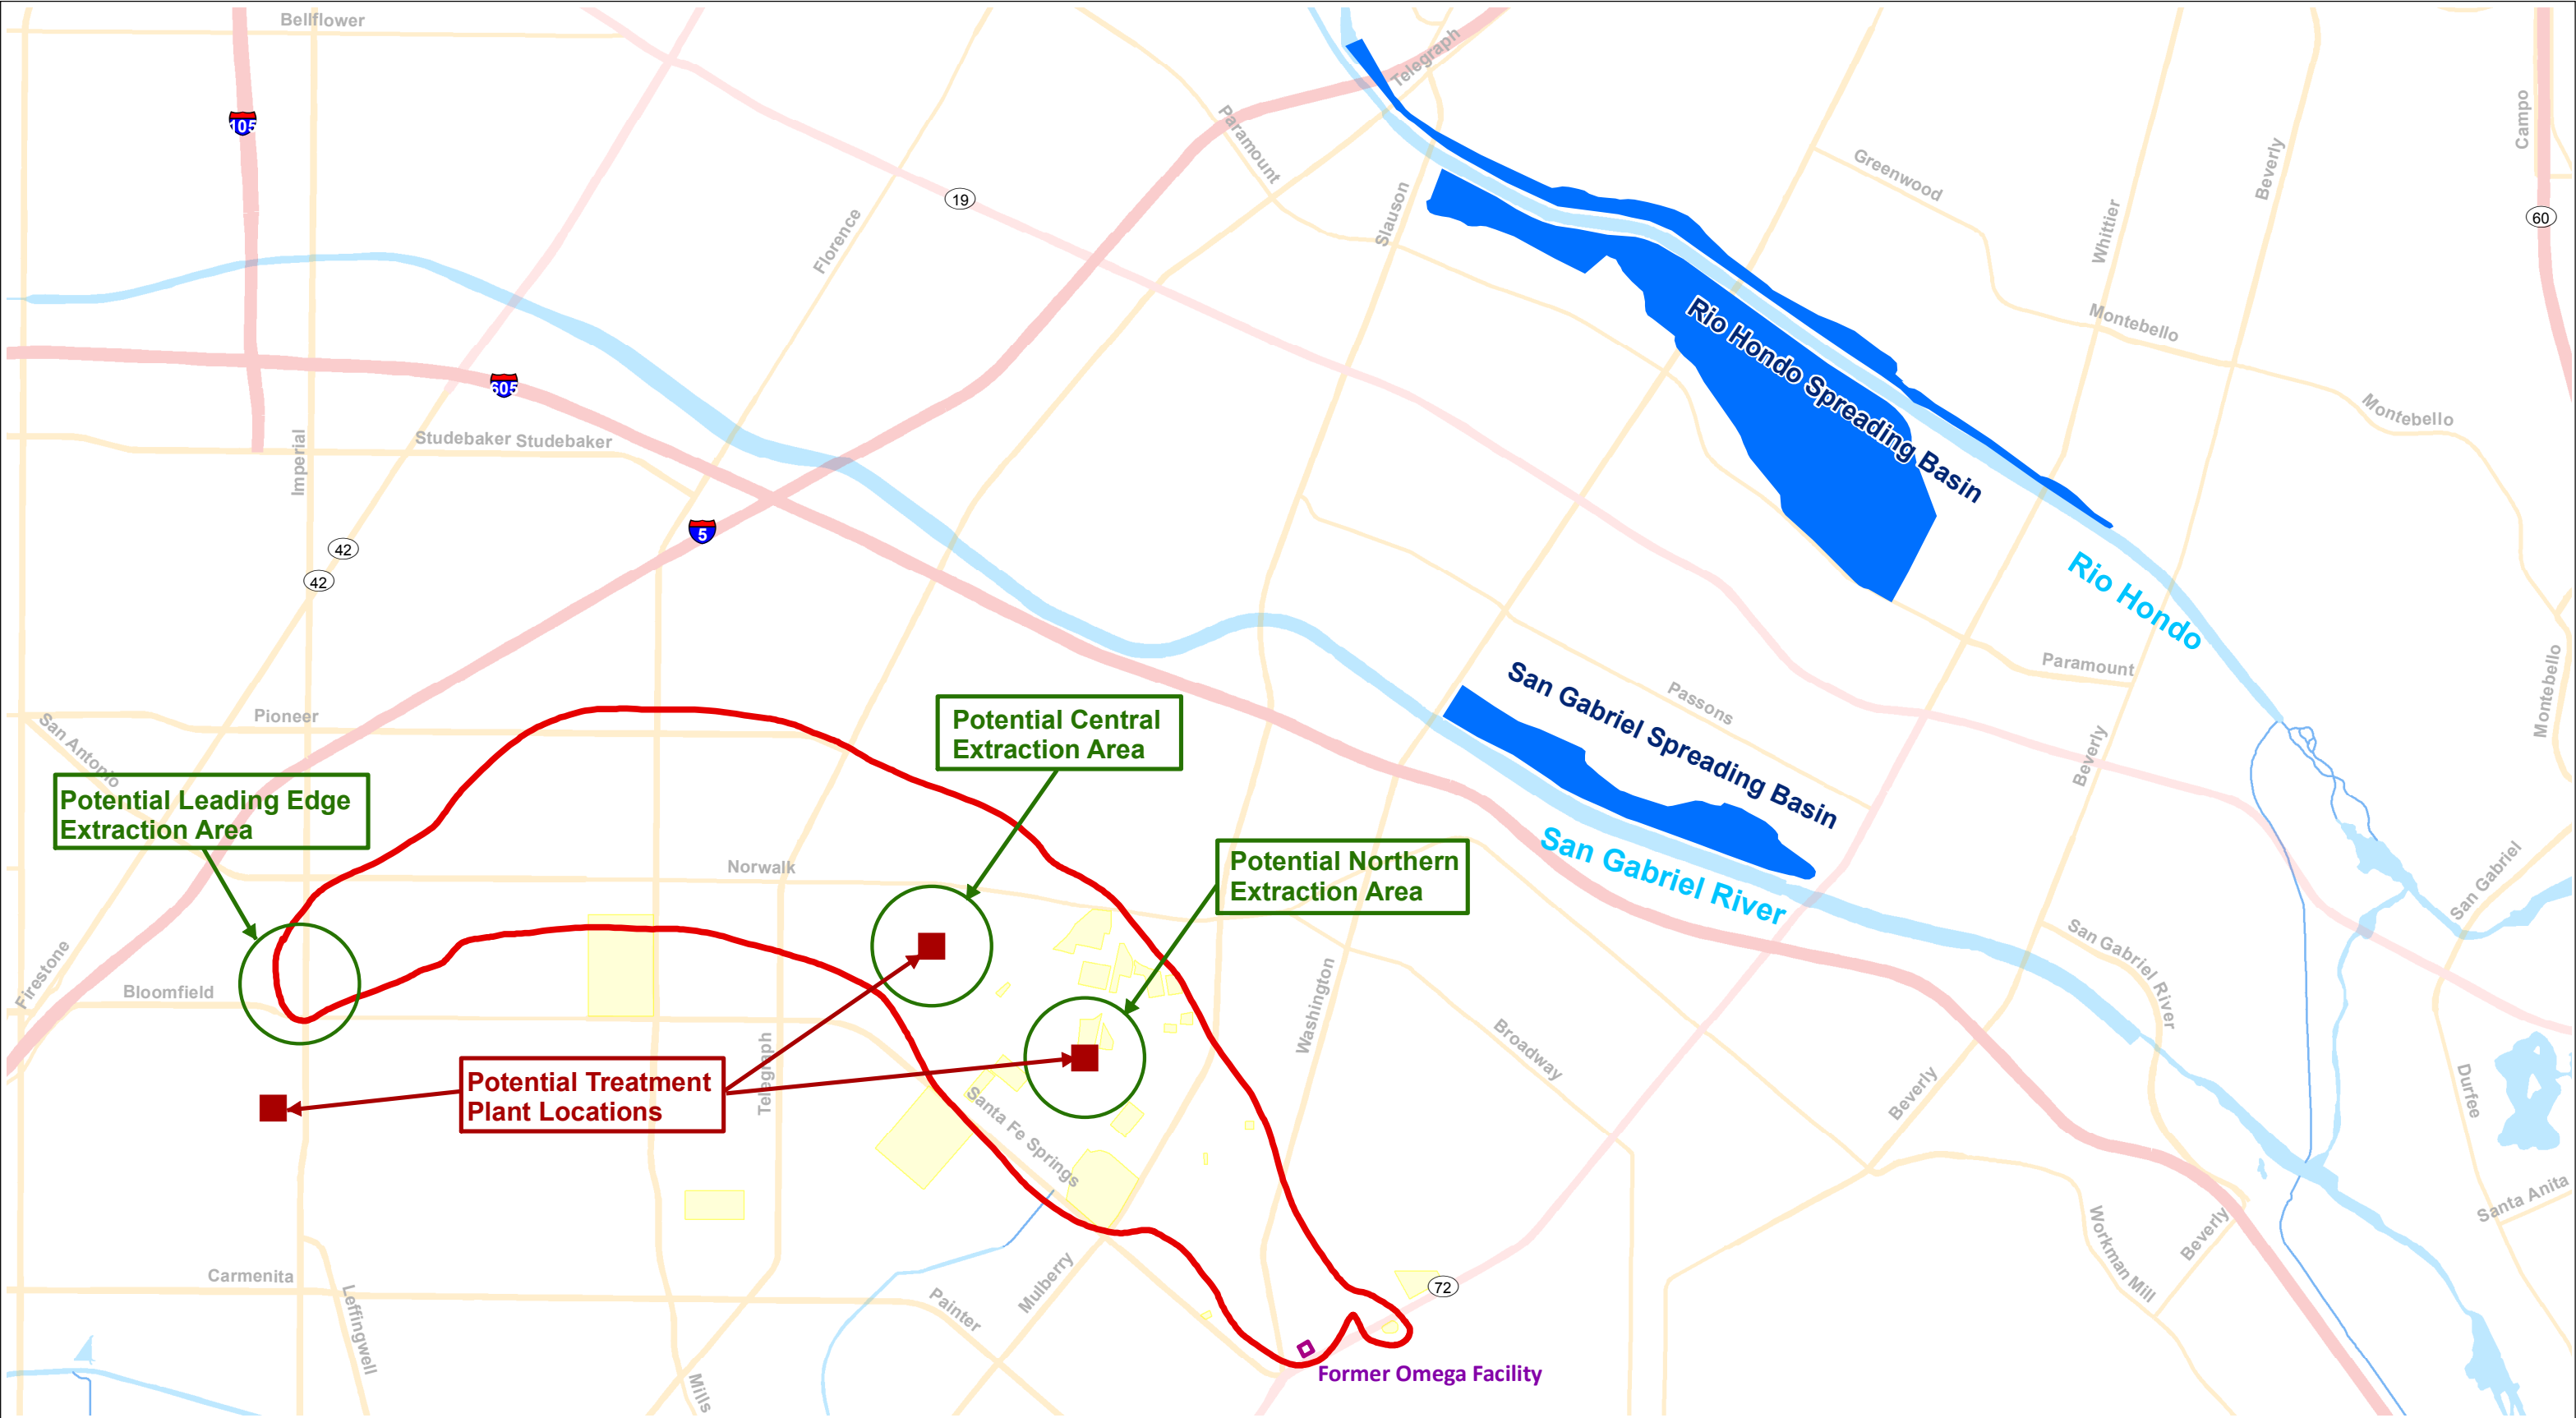 Bellflower
Telegraph
105
Paramount
Campo
Greenwood
Beverly
19
Slauson
Whittier
60
Florence
Rio Hondo Spreading Basin
Montebello
605
Montebello
Studebaker Studebaker
Imperial
5
42
42
Rio Hondo
Paramount
San Gabriel Spreading Basin
Passons
Montebello
Pioneer
San Antonio
Potential Central
Extraction Area
Beverly
Potential Leading Edge
Extraction Area
San Gabriel River
Potential Northern
Extraction Area
Norwalk
San Gabriel
Firestone
Bloomfield
San Gabriel River
Washington
Broadway
Telegraph
Potential Treatment
Plant Locations
Santa Fe Springs
Beverly
Durfee
Santa Anita
Workman Mill
Beverly
Carmenita
Leffingwell
Painter
Mulberry
72
Former Omega Facility
Mills